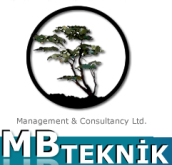 Management & Consultancy Ltd.
MB TEKNİK